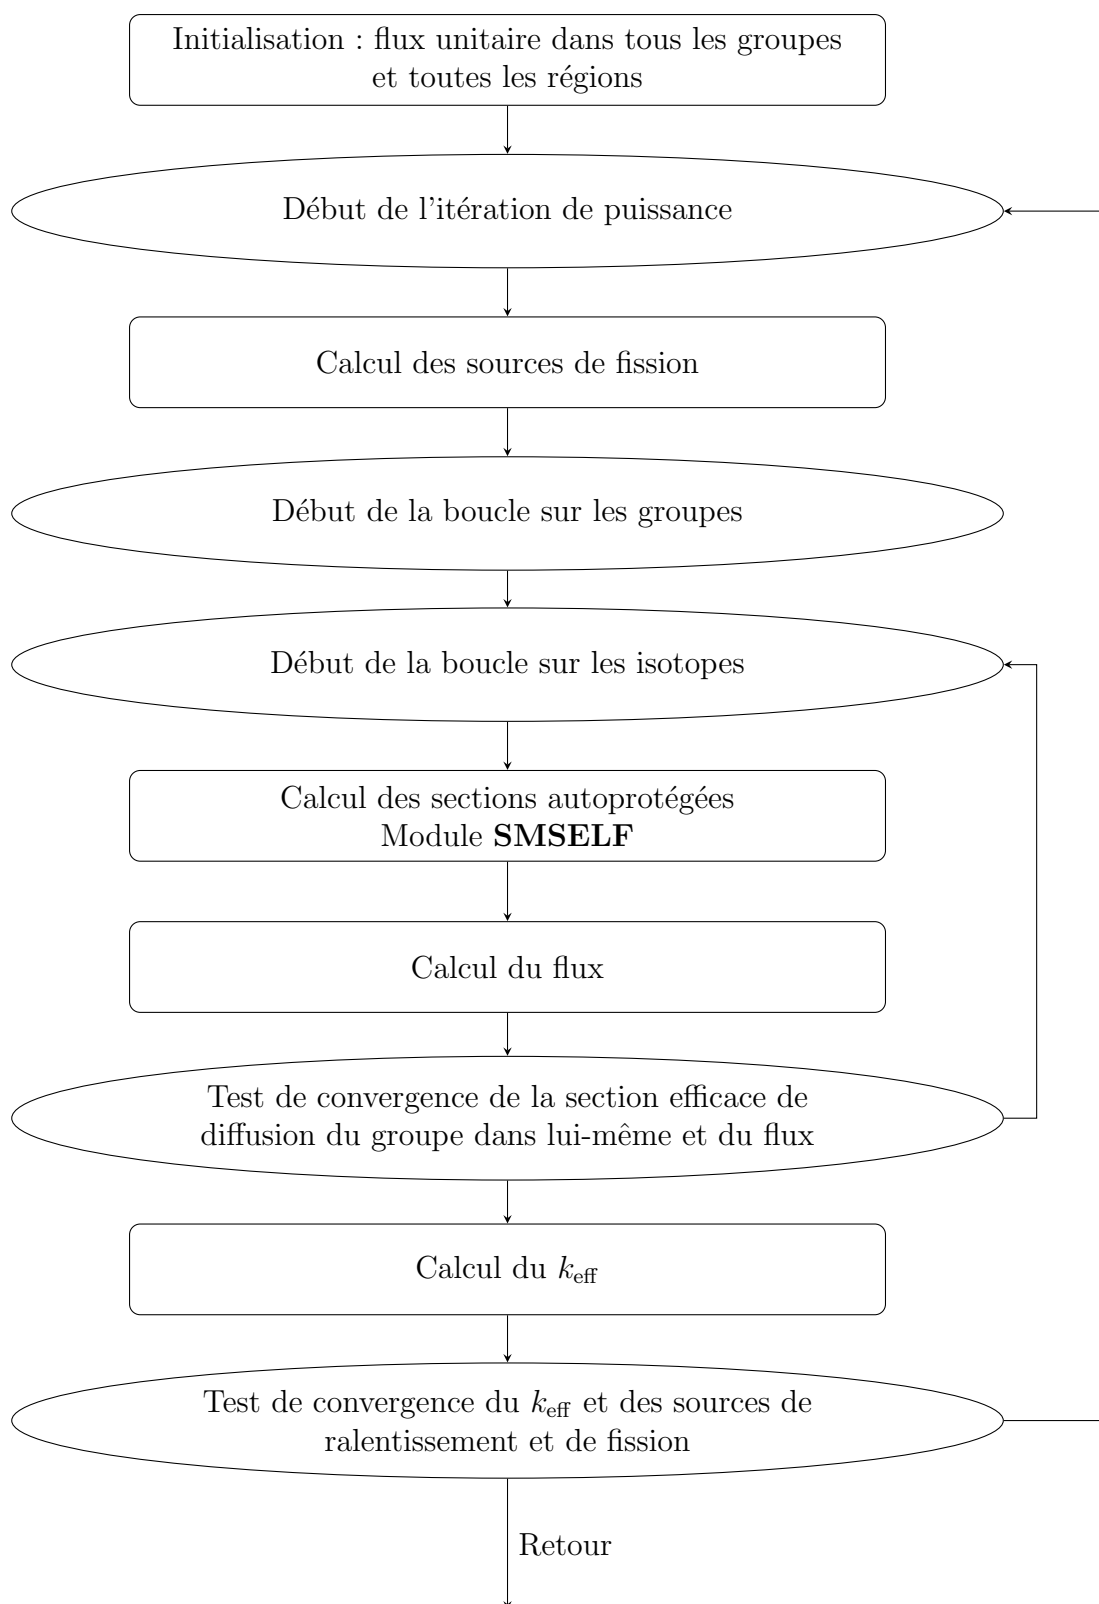 Initialisation : flux unitaire dans tous les groupes
et toutes les régions
Début de l'itération de puissance
Calcul des sources de fission
Début de la boucle sur les groupes
Début de la boucle sur les isotopes
Calcul des sections autoprotégées
Module SMSELF
Calcul du flux
Test de convergence de la section efficace de
diffusion du groupe dans lui-même et du flux
Calcul du k_eff
Test de convergence du k_eff et des sources de
ralentissement et de fission
Retour